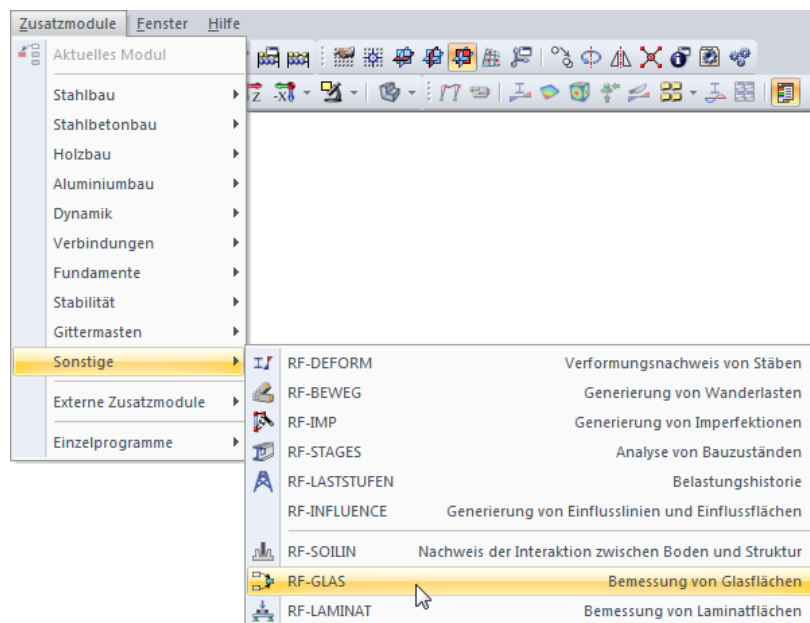 Zusatzmodule Fenster Hilfe
Aktuelles Modul
Stahlbau
Stahlbetonbau
Holzbau
Aluminiumbau
Dynamik
Verbindungen
Fundamente
Stabilität
Gittermasten
Sonstige
Externe Zusatzmodule
Einzelprogramme
Z -X
RF-DEFORM Verformungsnachweis von Stäben
RF-BEWEG Generierung von Wanderlasten
RF-IMP Generierung von Imperfektionen
RF-STAGES Analyse von Bauzuständen
RF-LASTSTUFEN Belastungshistorie
RF-INFLUENCE Generierung von Einflusslinien und Einflussflächen
RF-SOILIN Nachweis der Interaktion zwischen Boden und Struktur
RF-GLAS Bemessung von Glasflächen
RF-LAMINAT Bemessung von Laminatflächen